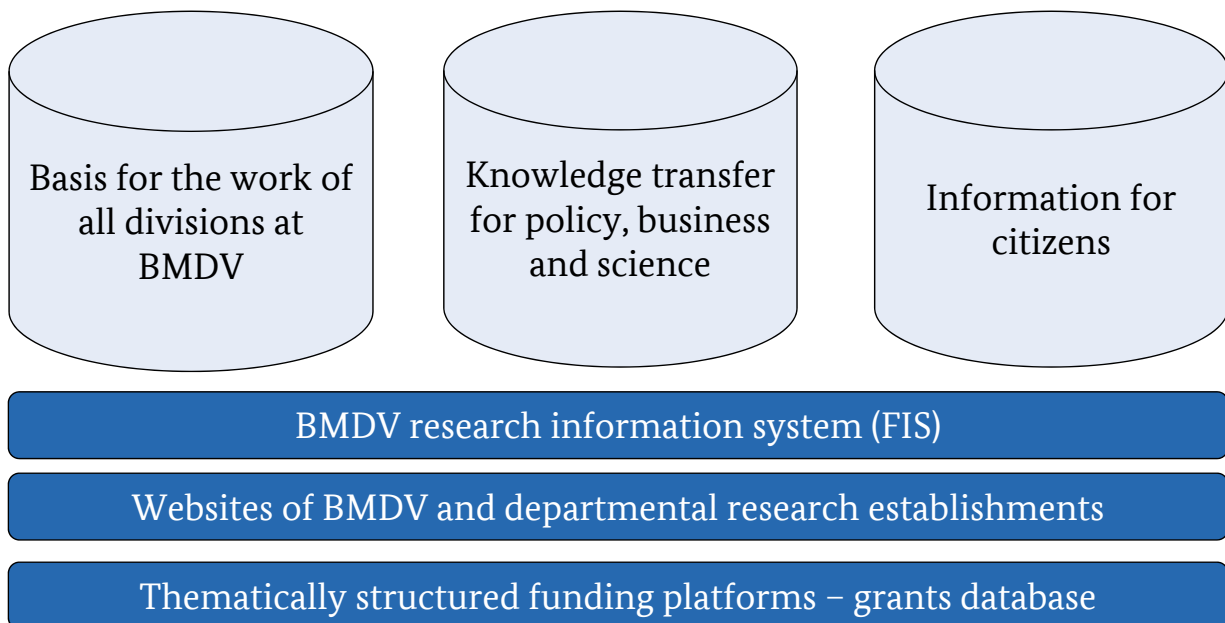 Basis for the work of
all divisions at
BMDV
Knowledge transfer
for policy, business
and science
Information for
citizens
BMDV research information system (FIS)
Websites of BMDV and departmental research establishments
Thematically structured funding platforms – grants database